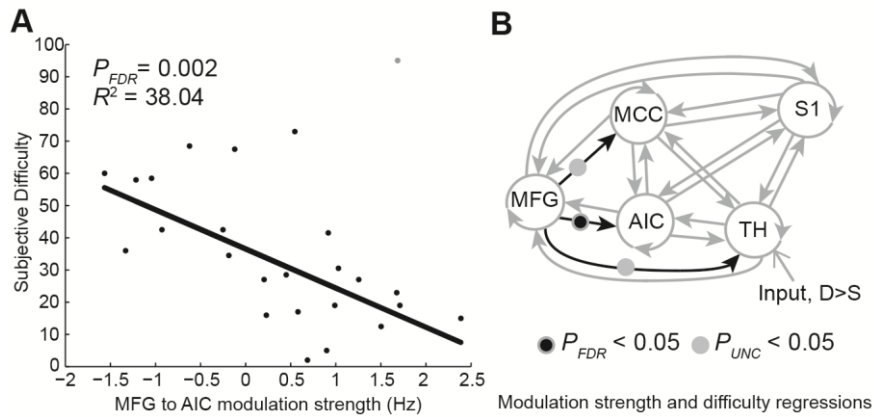 A
P_FDR = 0.002
R² = 38.04
Subjective Difficulty
100
90
80
70
60
50
40
30
20
10
0
−2 −1.5 −1 −0.5 0 0.5 1 1.5 2 2.5
MFG to AIC modulation strength (Hz)
B
MCC
S1
MFG
AIC
TH
Input, D>S
P_FDR < 0.05 P_UNC < 0.05
Modulation strength and difficulty regressions